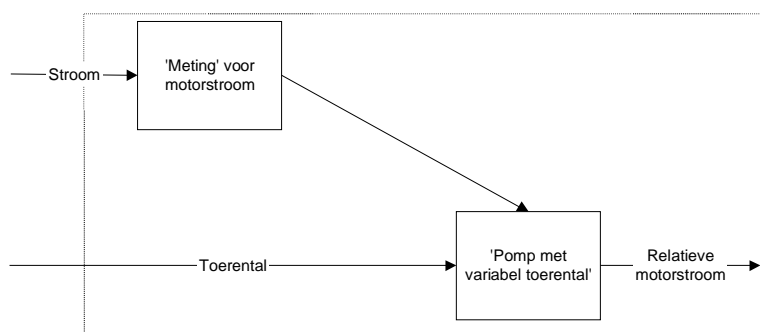 Stroom
'Meting' voor
motorstroom
Toerental
'Pomp met
variabel toerental'
Relatieve
motorstroom